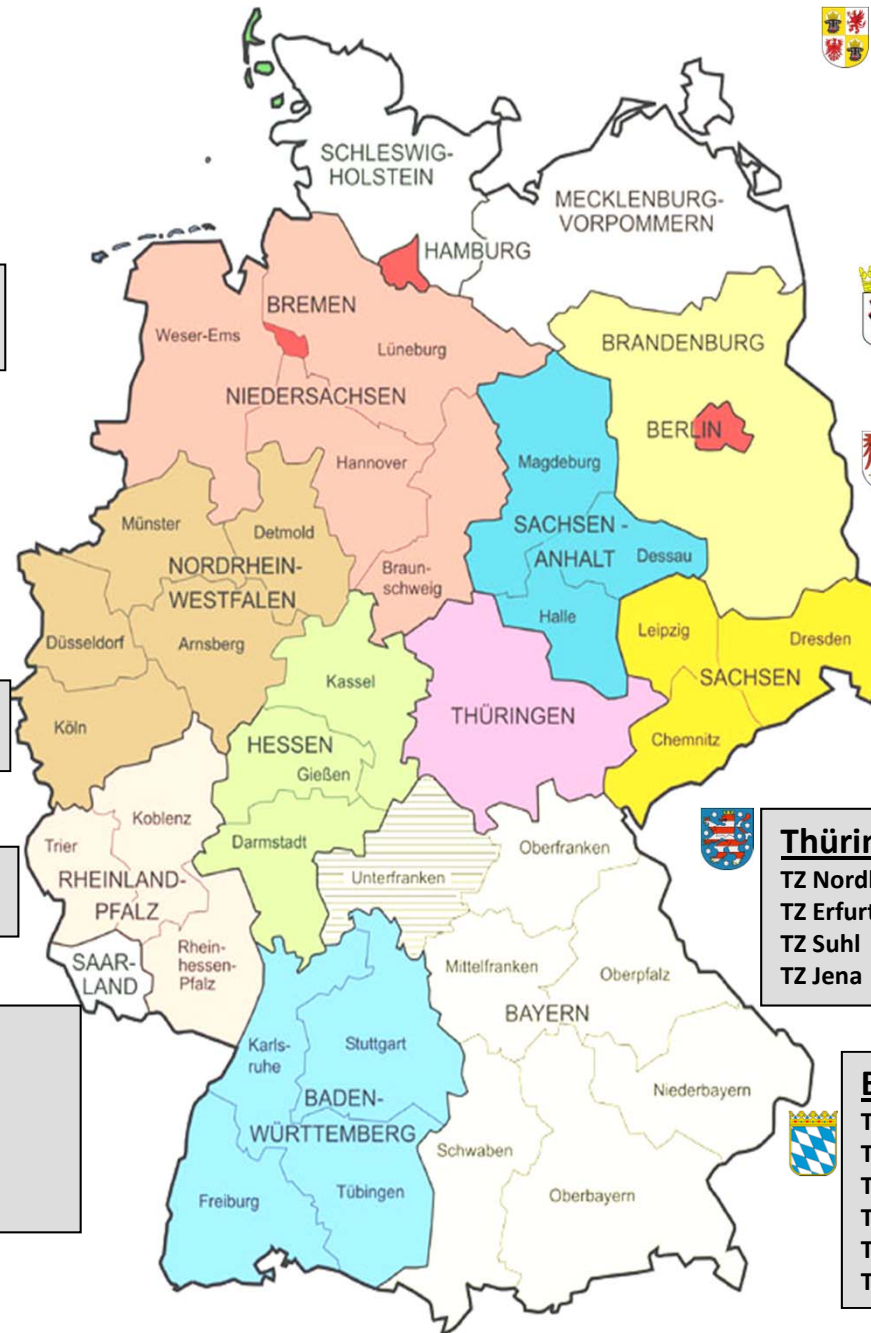 SCHLESWIG-
HOLSTEIN
MECKLENBURG-
VORPOMMERN
HAMBURG
BREMEN
Weser-Ems
Lüneburg
BRANDENBURG
NIEDERSACHSEN
BERLIN
Hannover
Magdeburg
Münster
Detmold
SACHSEN -
ANHALT
Dessau
NORDRHEIN-
WESTFALEN
Braun-
schweig
Halle
Leipzig
Dresden
Düsseldorf
Arnsberg
Kassel
SACHSEN
THÜRINGEN
Köln
HESSEN
Gießen
Chemnitz
Koblenz
Trier
Darmstadt
Oberfranken
Unterfranken
RHEINLAND-
PFALZ
Rhein-
hessen-
Pfalz
SAAR-
LAND
Mittelfranken
Oberpfalz
BAYERN
Karls-
ruhe
Stuttgart
BADEN-
WÜRTTEMBERG
Niederbayern
Schwaben
Freiburg
Tübingen
Oberbayern
Thürin
TZ Nord
TZ Erfurt
TZ Suhl
TZ Jena